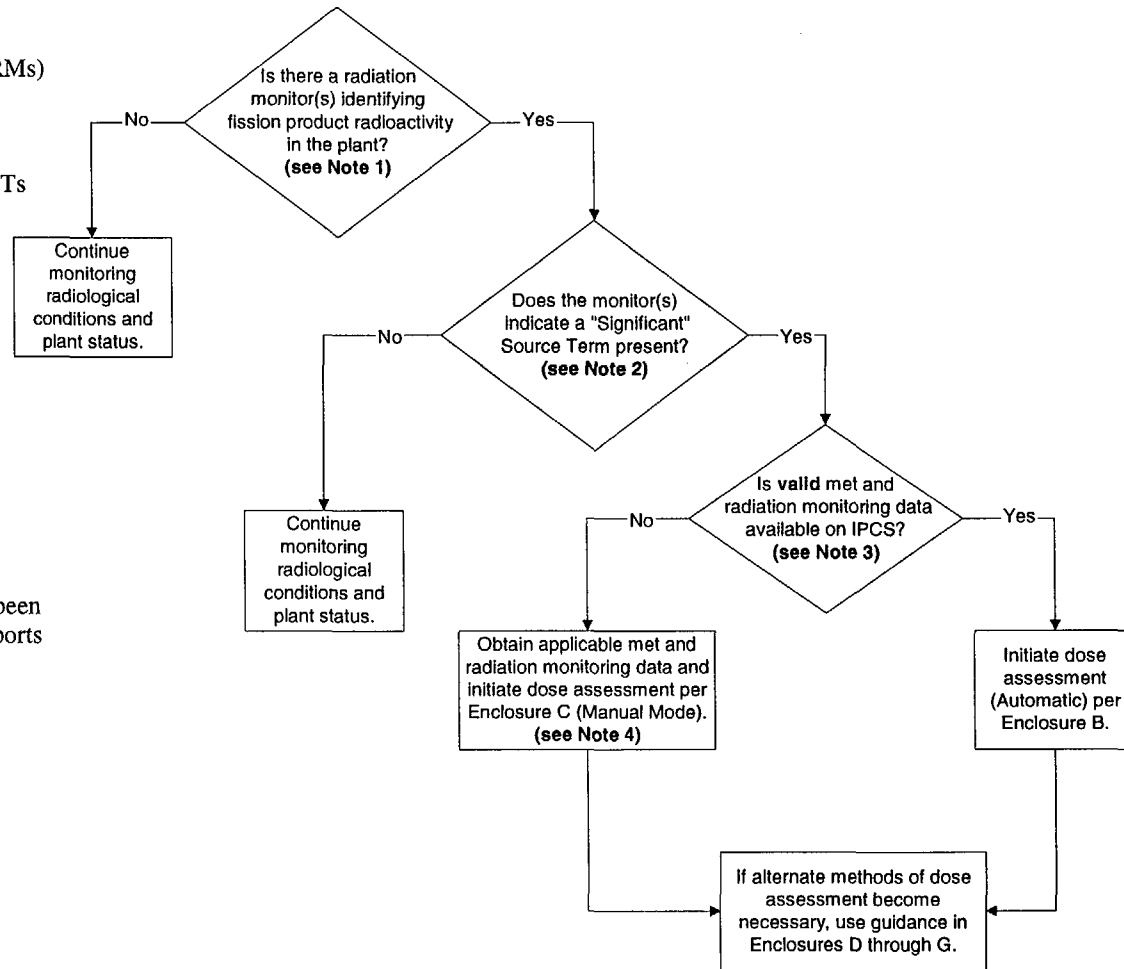 RMs)
Is there a radiation
monitor(s) identifying
fission product radioactivity
in the plant?
(see Note 1)
No
Yes
Ts
Continue
monitoring
radiological
conditions and
plant status.
Does the monitor(s)
Indicate a "Significant"
Source Term present?
(see Note 2)
No
Yes
Is valid met and
radiation monitoring data
available on IPCS?
(see Note 3)
No
Yes
Continue
monitoring
radiological
conditions and
plant status.
been
ports
Obtain applicable met and
radiation monitoring data and
initiate dose assessment per
Enclosure C (Manual Mode).
(see Note 4)
Initiate dose
assessment
(Automatic) per
Enclosure B.
If alternate methods of dose
assessment become
necessary, use guidance in
Enclosures D through G.